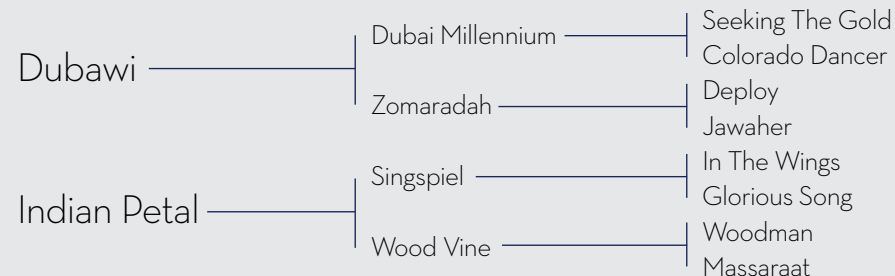 Dubawi
Dubai Millennium
Seeking The Gold
Colorado Dancer
Zomaradah
Deploy
Jawaher
Indian Petal
Singspiel
In The Wings
Glorious Song
Wood Vine
Woodman
Massaraat